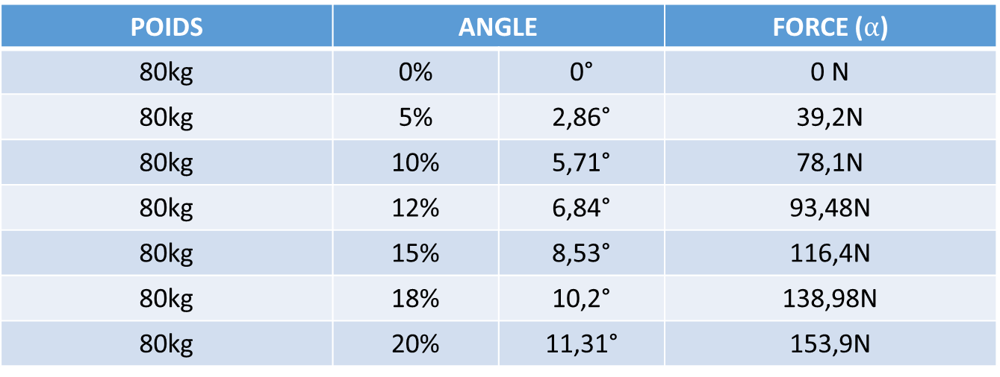 POIDS ANGLE FORCE (α)
80kg 0% 0° 0 N
80kg 5% 2,86° 39,2N
80kg 10% 5,71° 78,1N
80kg 12% 6,84° 93,48N
80kg 15% 8,53° 116,4N
80kg 18% 10,2° 138,98N
80kg 20% 11,31° 153,9N